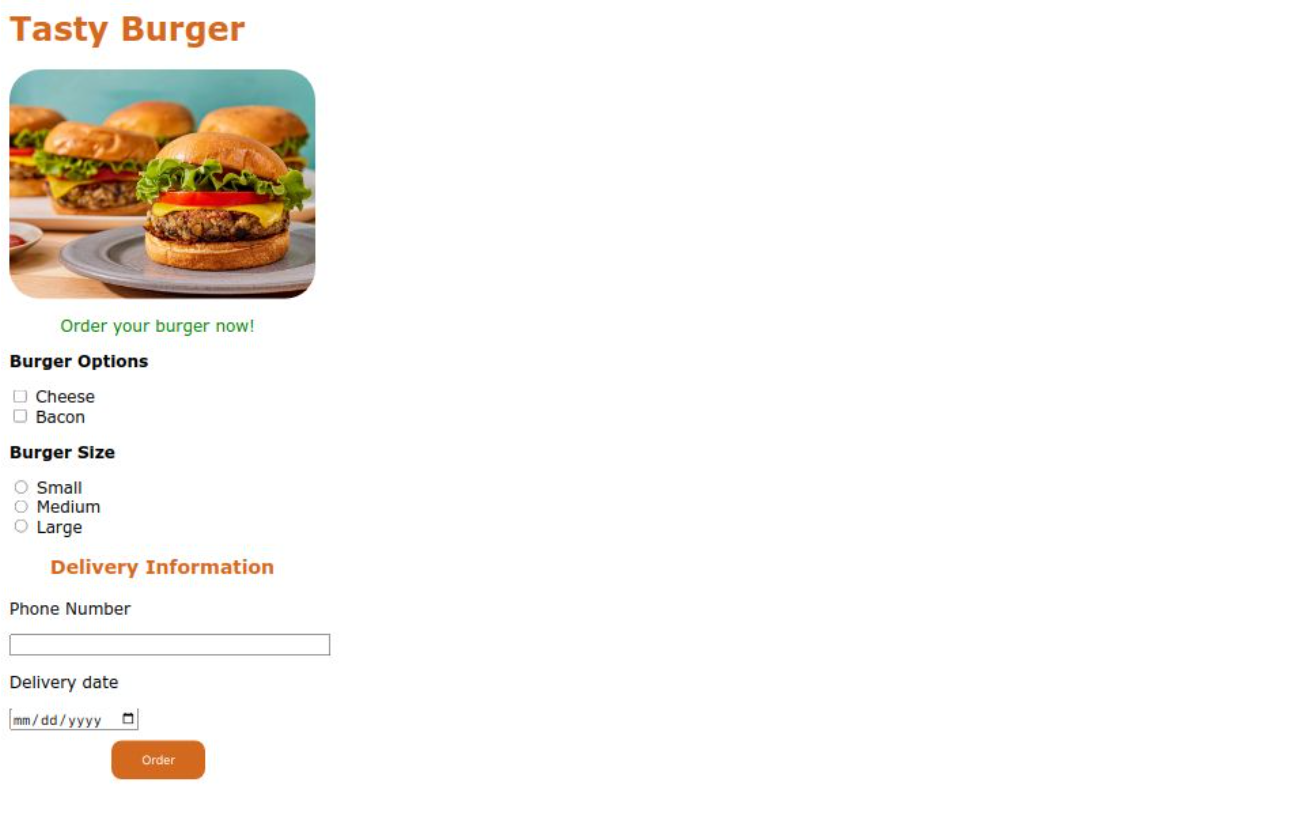 Tasty Burger
Order your burger now!
Burger Options
Cheese
Bacon
Burger Size
Small
Medium
Large
Delivery Information
Phone Number
Delivery date
mm/dd/yyyy
Order